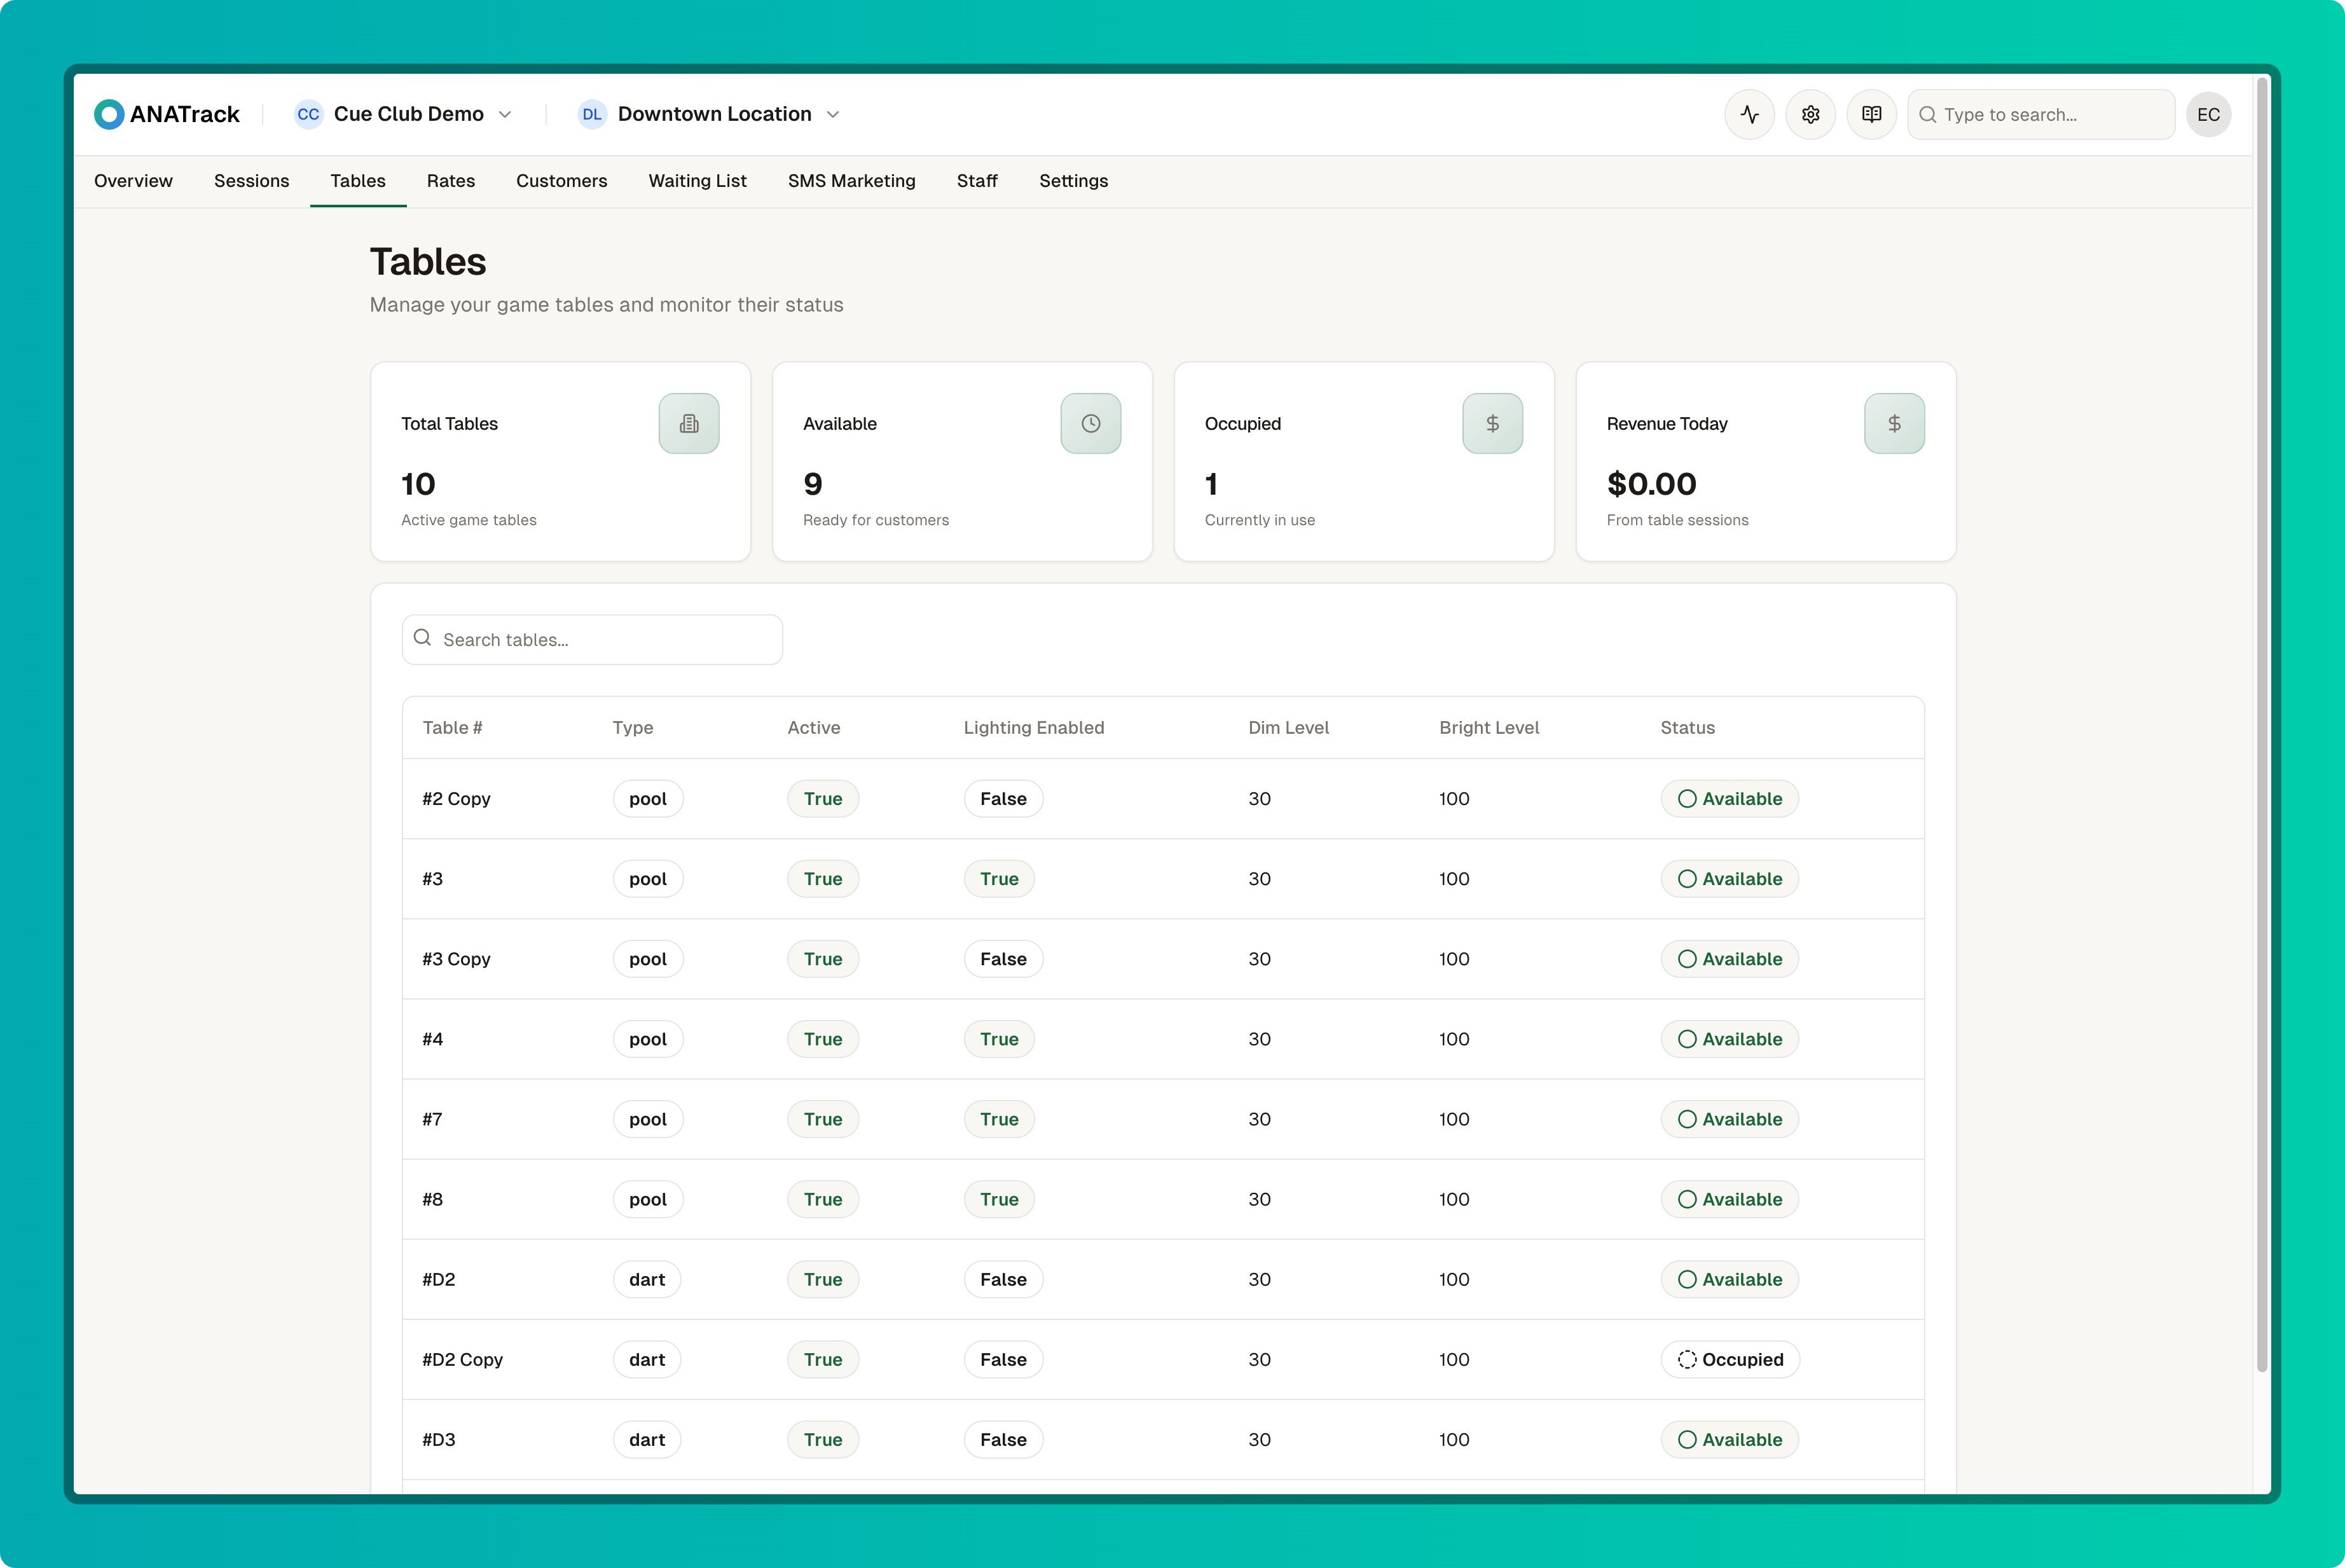 ANATrack CC Cue Club Demo DL Downtown Location Type to search... EC
Overview Sessions Tables Rates Customers Waiting List SMS Marketing Staff Settings
Tables
Manage your game tables and monitor their status
Total Tables
10
Active game tables
Available
9
Ready for customers
Occupied
$
1
Currently in use
Revenue Today
$
$0.00
From table sessions
Search tables...
Table # Type Active Lighting Enabled Dim Level Bright Level Status
#2 Copy pool True False 30 100 Available
#3 pool True True 30 100 Available
#3 Copy pool True False 30 100 Available
#4 pool True True 30 100 Available
#7 pool True True 30 100 Available
#8 pool True True 30 100 Available
#D2 dart True False 30 100 Available
#D2 Copy dart True False 30 100 Occupied
#D3 dart True False 30 100 Available